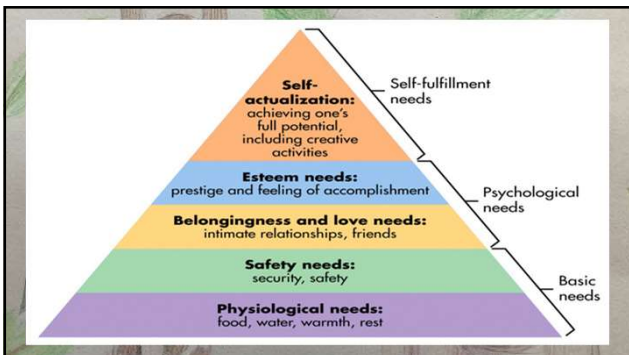 Self-
actualization:
achieving one's
full potential,
including creative
activities
Esteem needs:
prestige and feeling of accomplishment
Belongingness and love needs:
intimate relationships, friends
Safety needs:
security, safety
Physiological needs:
food, water, warmth, rest
Self-fulfillment
needs
Psychological
needs
Basic
needs